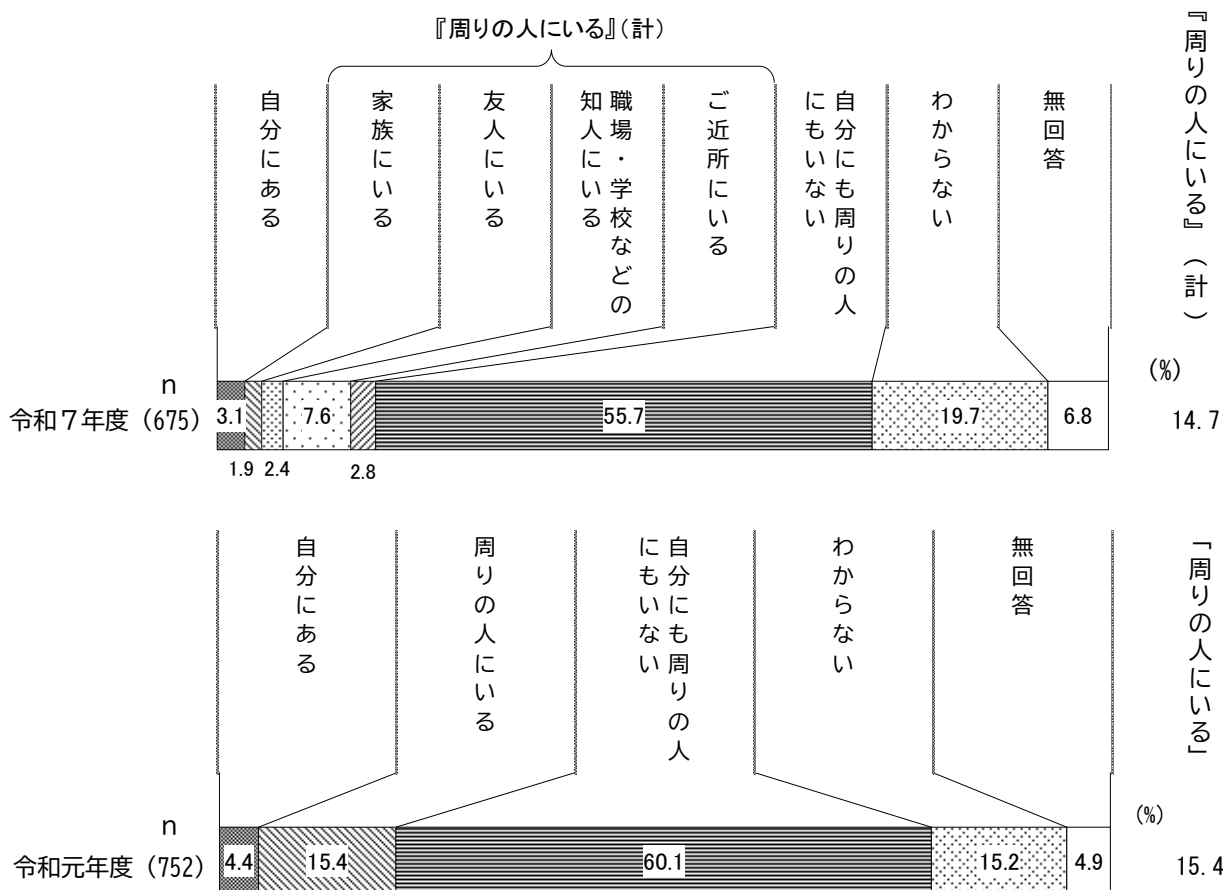 『周りの人にいる』(計)
『周りの人にいる』(計)
自分にある
家族にいる
友人にいる
職場・学校などの
知人にいる
ご近所にいる
自分にも周りの人
にもいない
わからない
無回答
(%)
n
令和7年度 (675)
3.1
7.6
55.7
19.7
6.8
14.7
1.9
2.4
2.8
自分にある
周りの人にいる
自分にも周りの人
にもいない
わからない
無回答
「周りの人にいる」
(%)
n
令和元年度 (752)
4.4
15.4
60.1
15.2
4.9
15.4